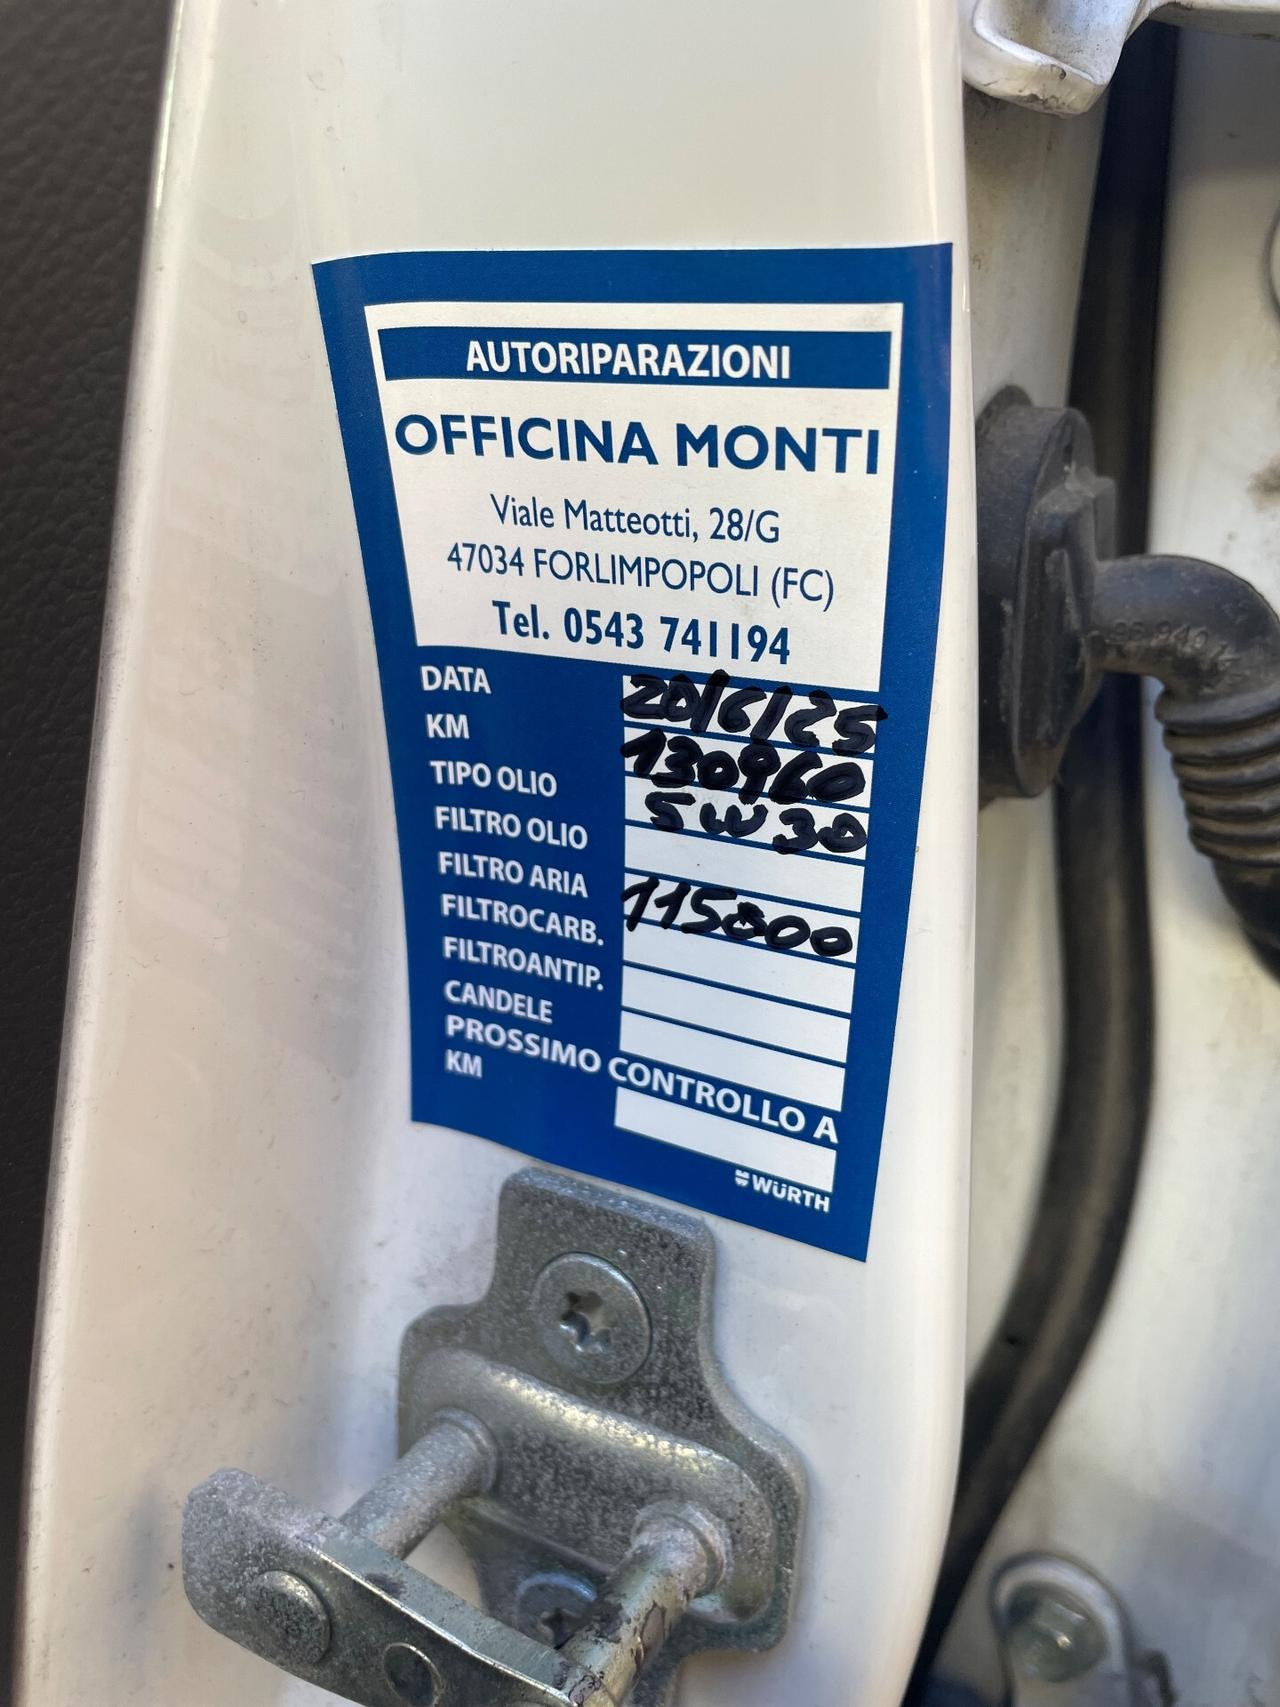 AUTORIPARAZIONI
OFFICINA MONTI
Viale Matteotti, 28/G
47034 FORLIMPOPOLI (FC)
Tel. 0543 741194
DATA 20/6/25
KM 130960
TIPO OLIO 5W30
FILTRO OLIO
FILTRO ARIA 115000
FILTROCARB.
FILTROANTIP.
CANDELE
PROSSIMO CONTROLLO A
KM
WÜRTH